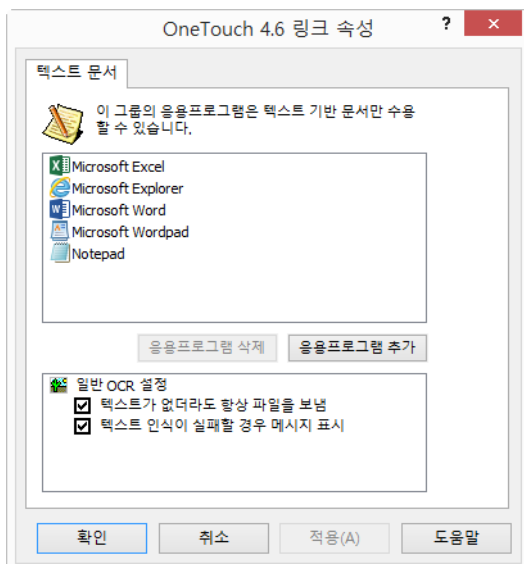 OneTouch 4.6 링크 속성
?
×
텍스트 문서
이 그룹의 응용프로그램은 텍스트 기반 문서만 수용
할 수 있습니다.
Microsoft Excel
Microsoft Explorer
Microsoft Word
Microsoft Wordpad
Notepad
응용프로그램 삭제
응용프로그램 추가
일반 OCR 설정
텍스트가 없더라도 항상 파일을 보냄
텍스트 인식이 실패할 경우 메시지 표시
확인
취소
적용(A)
도움말